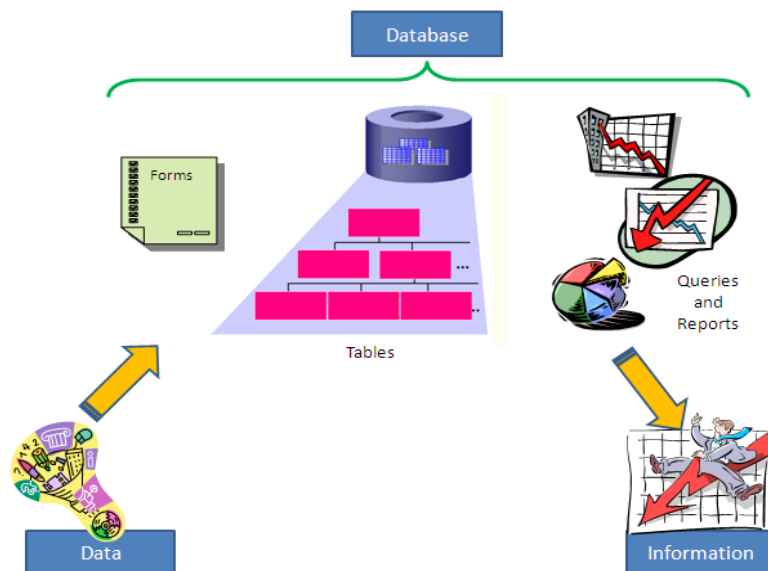 Database
Forms
Tables
Queries
and
Reports
Data
Information